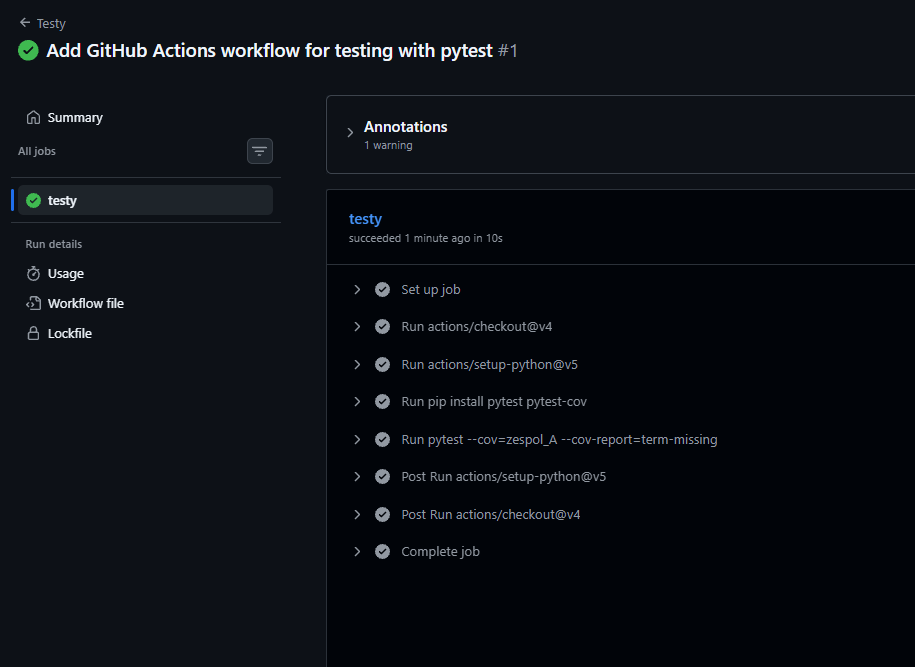 Testy
Add GitHub Actions workflow for testing with pytest #1
Summary
All jobs
testy
Run details
Usage
Workflow file
Lockfile
Annotations
1 warning
testy
succeeded 1 minute ago in 10s
Set up job
Run actions/checkout@v4
Run actions/setup-python@v5
Run pip install pytest pytest-cov
Run pytest --cov=zespol_A --cov-report=term-missing
Post Run actions/setup-python@v5
Post Run actions/checkout@v4
Complete job